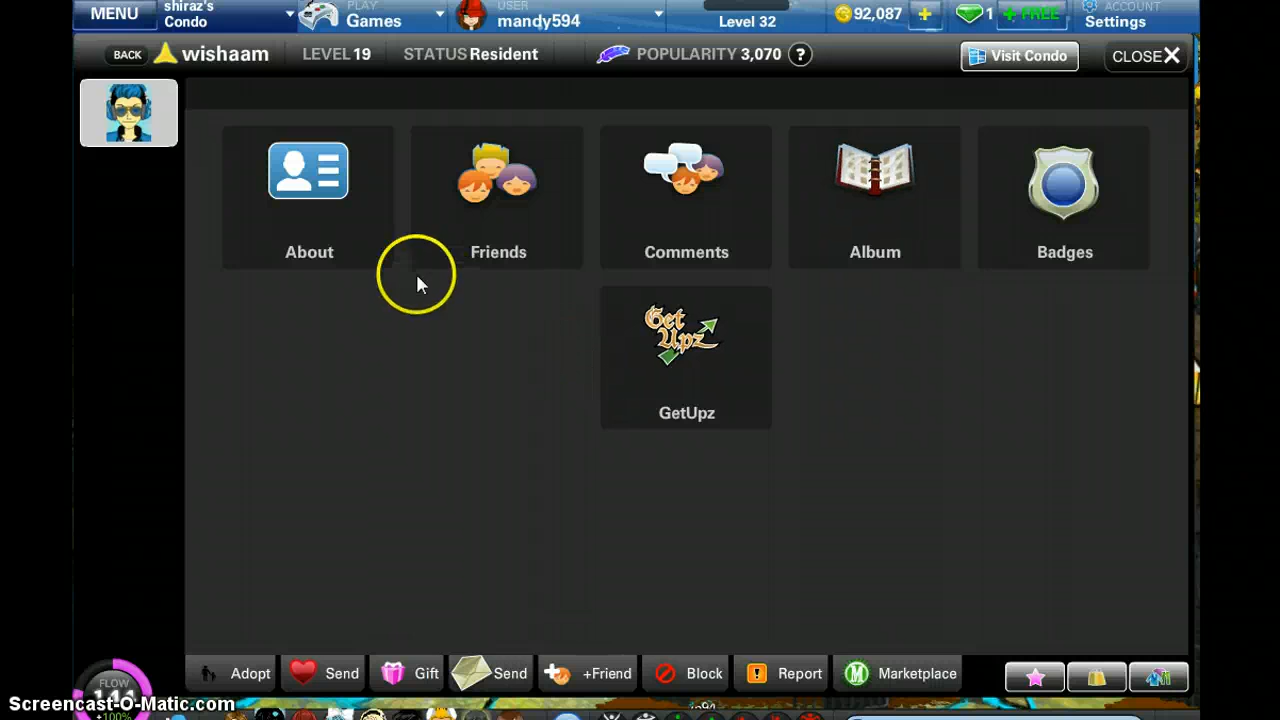 MENU
shiraz's
Condo
PLAY
Games
USER
mandy594
Level 32
92,087
+
1
+ FREE
ACCOUNT
Settings
BACK
wishaam
LEVEL 19
STATUS Resident
POPULARITY 3,070
?
Visit Condo
CLOSE X
About
Friends
Comments
Album
Badges
Get
Upz
GetUpz
Adopt
Send
Gift
Send
+Friend
Block
Report
M
Marketplace
FLOW
+100%
Screencast-O-Matic.com